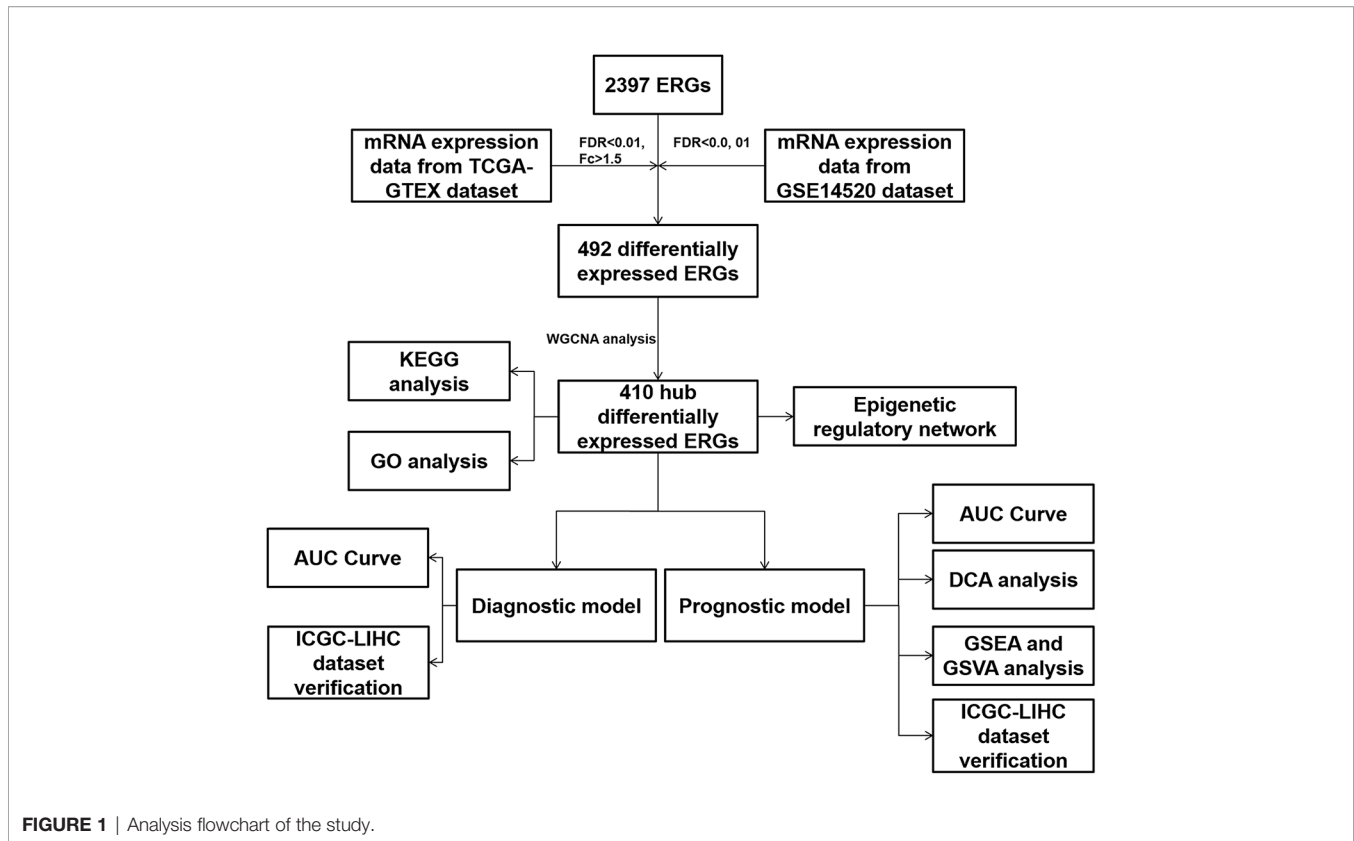 2397 ERGs
mRNA expression
data from TCGA-
GTEX dataset
FDR<0.01,
Fc>1.5
FDR<0.0, 01
mRNA expression
data from
GSE14520 dataset
492 differentially
expressed ERGs
WGCNA analysis
KEGG
analysis
GO analysis
410 hub
differentially
expressed ERGs
Epigenetic
regulatory network
AUC Curve
ICGC-LIHC
dataset
verification
Diagnostic model
Prognostic model
AUC Curve
DCA analysis
GSEA and
GSVA analysis
ICGC-LIHC
dataset
verification
FIGURE 1 | Analysis flowchart of the study.